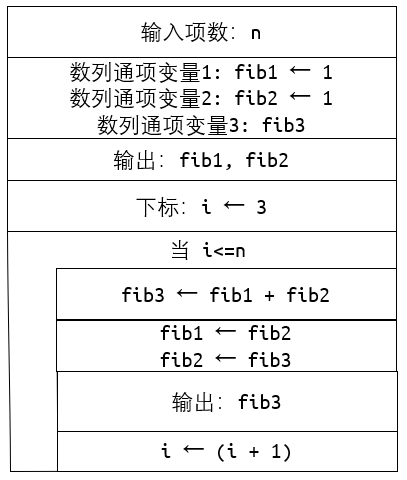 输入项数: n
数列通项变量1: fib1 ← 1
数列通项变量2: fib2 ← 1
数列通项变量3: fib3
输出: fib1, fib2
下标: i ← 3
当 i<=n
fib3 ← fib1 + fib2
fib1 ← fib2
fib2 ← fib3
输出: fib3
i ← (i + 1)